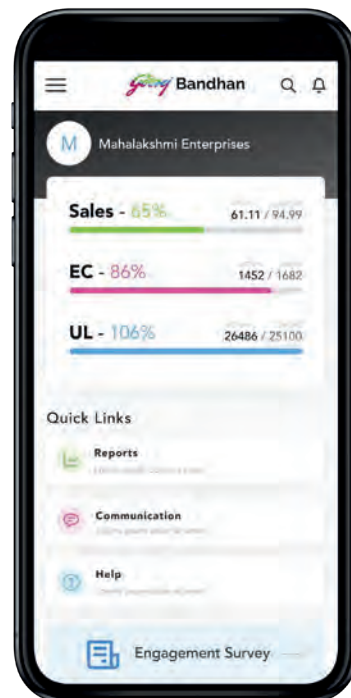 Godrej Bandhan
M Mahalakshmi Enterprises
Sales - 65% 61.11 / 94.99
EC - 86% 1452 / 1682
UL - 106% 26486 / 25100
Quick Links
Reports
Communication
Help
Engagement Survey